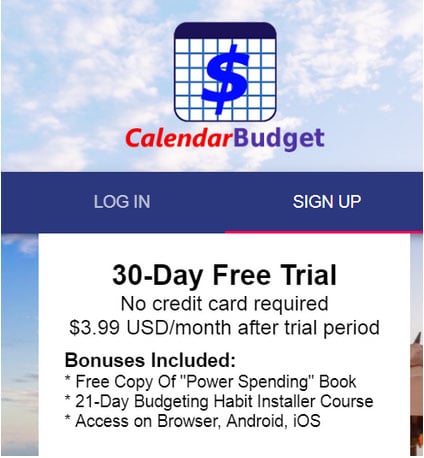 $
CalendarBudget
LOG IN
SIGN UP
30-Day Free Trial
No credit card required
$3.99 USD/month after trial period
Bonuses Included:
* Free Copy Of "Power Spending" Book
* 21-Day Budgeting Habit Installer Course
* Access on Browser, Android, iOS